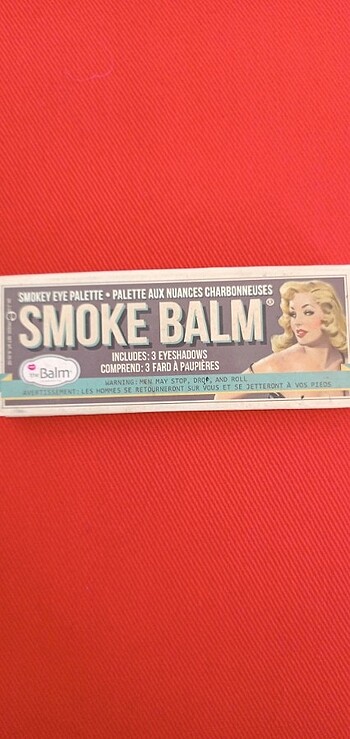 SMOKEY EYE PALETTE • PALETTE AUX NUANCES CHARBONNEUSES
SMOKE BALM®
INCLUDES: 3 EYESHADOWS
COMPREND: 3 FARD À PAUPIÈRES
theBalm®
WARNING: MEN MAY STOP, DROP, AND ROLL
AVERTISSEMENT: LES HOMMES SE RETOURNERONT SUR VOUS ET SE JETTERONT À VOS PIEDS